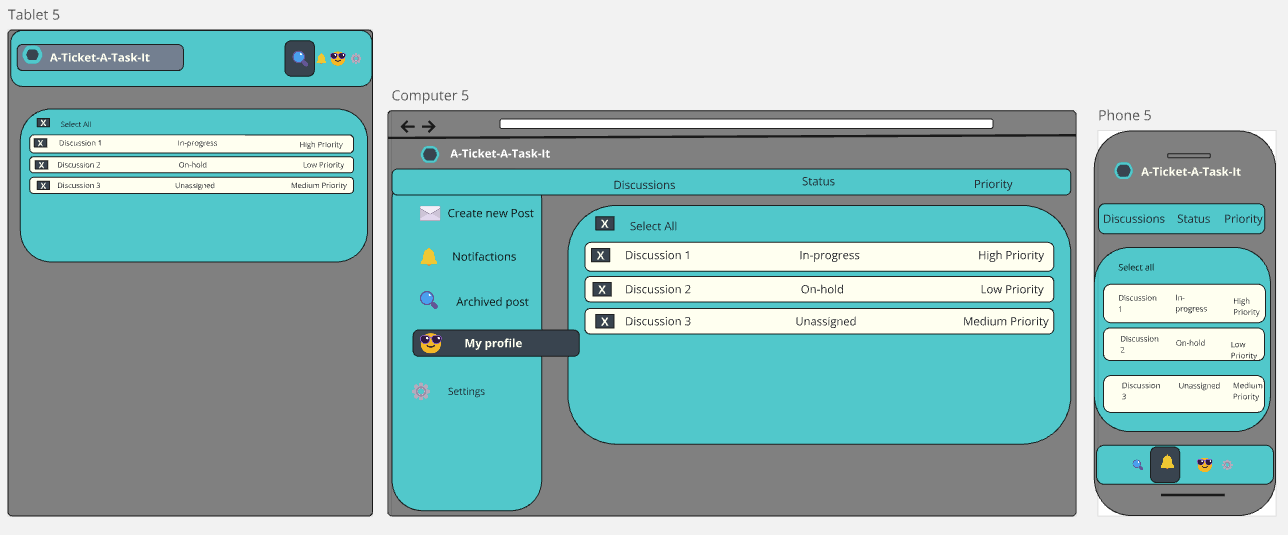 Tablet 5
A-Ticket-A-Task-It
X Select All
X Discussion 1 In-progress High Priority
X Discussion 2 On-hold Low Priority
X Discussion 3 Unassigned Medium Priority
Computer 5
A-Ticket-A-Task-It
Discussions Status Priority
Create new Post
Notifactions
Archived post
My profile
Settings
X Select All
X Discussion 1 In-progress High Priority
X Discussion 2 On-hold Low Priority
X Discussion 3 Unassigned Medium Priority
Phone 5
A-Ticket-A-Task-It
Discussions Status Priority
Select all
Discussion
1
In-
progress
High
Priority
Discussion
2
On-hold
Low
Priority
Discussion
3
Unassigned
Medium
Priority